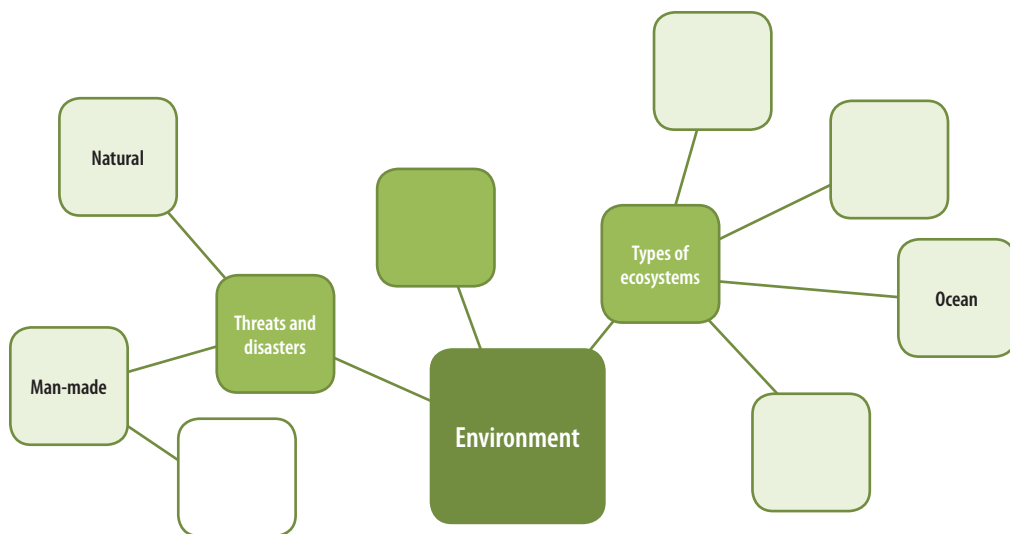 Natural
Types of
ecosystems
Ocean
Threats and
disasters
Man-made
Environment